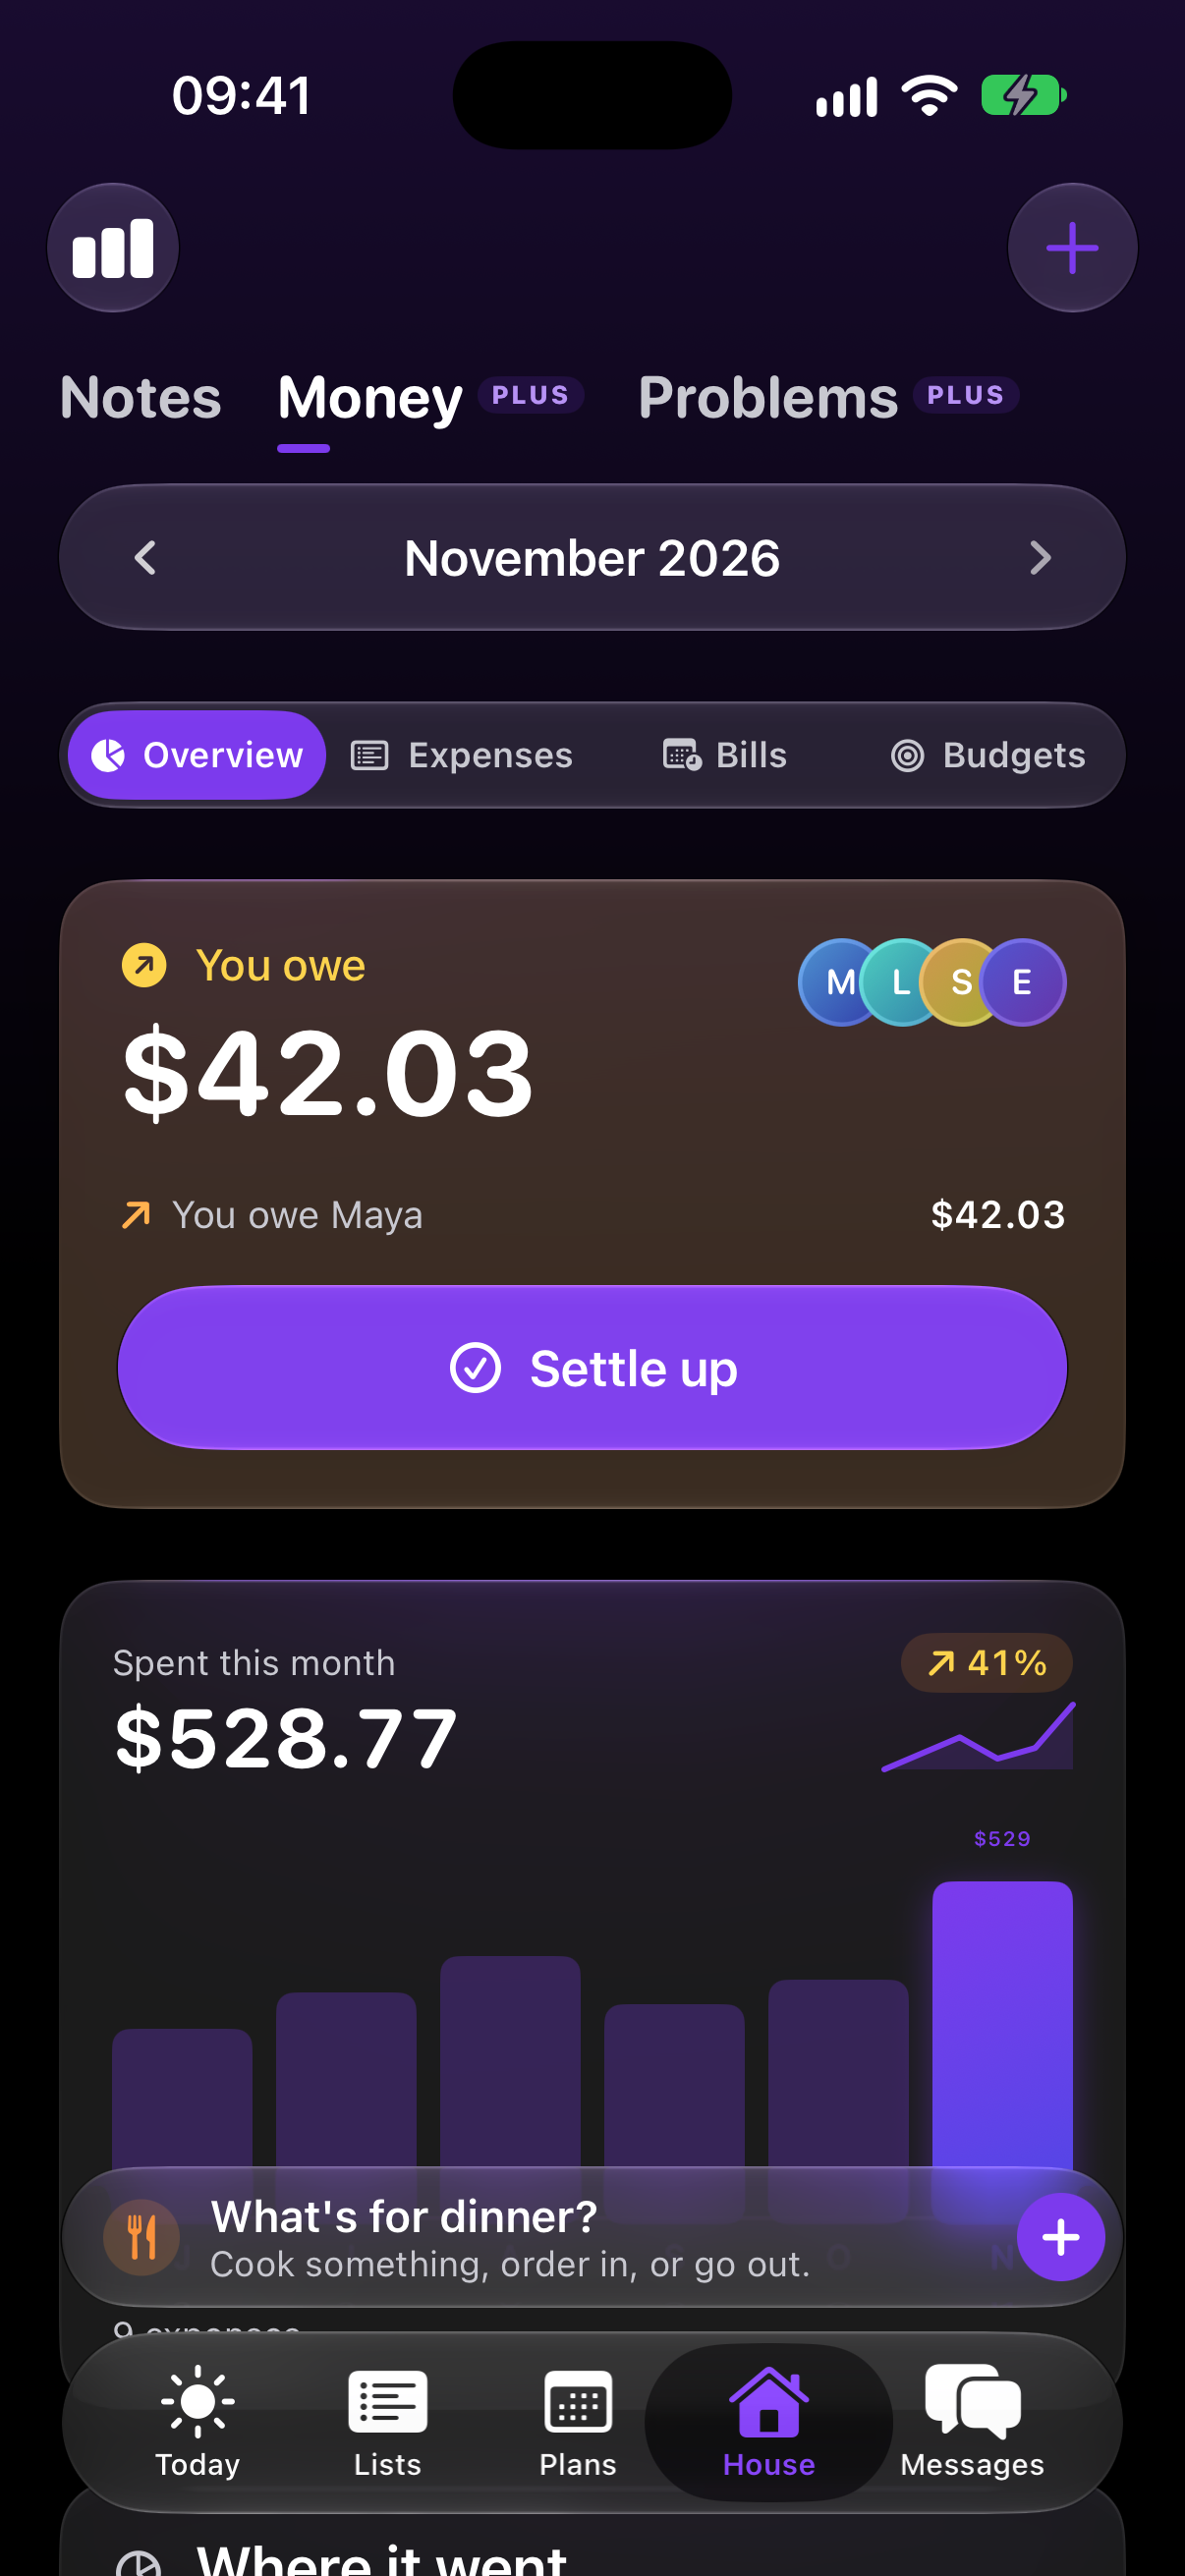 09:41
Notes
Money PLUS
Problems PLUS
November 2026
Overview
Expenses
Bills
Budgets
You owe
M L S E
$42.03
You owe Maya
$42.03
Settle up
Spent this month
41%
$528.77
$529
What's for dinner?
Cook something, order in, or go out.
O
N
9 expenses
Today
Lists
Plans
House
Messages
Where it went